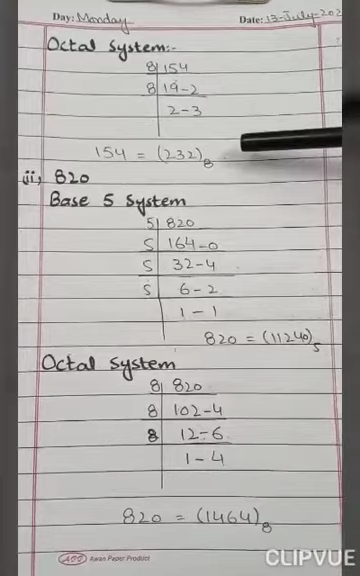 Day: Monday Date: 13-July-202
Octal System:-
8 154
8 19-2
2-3
154 = (232)8
ii, 820
Base 5 System
5 820
5 164-0
5 32-4
5 6-2
1-1
820 = (11240)5
Octal System
8 820
8 102-4
8 12-6
1-4
820 = (1464)8
Awan Paper Product
CLIPVUE